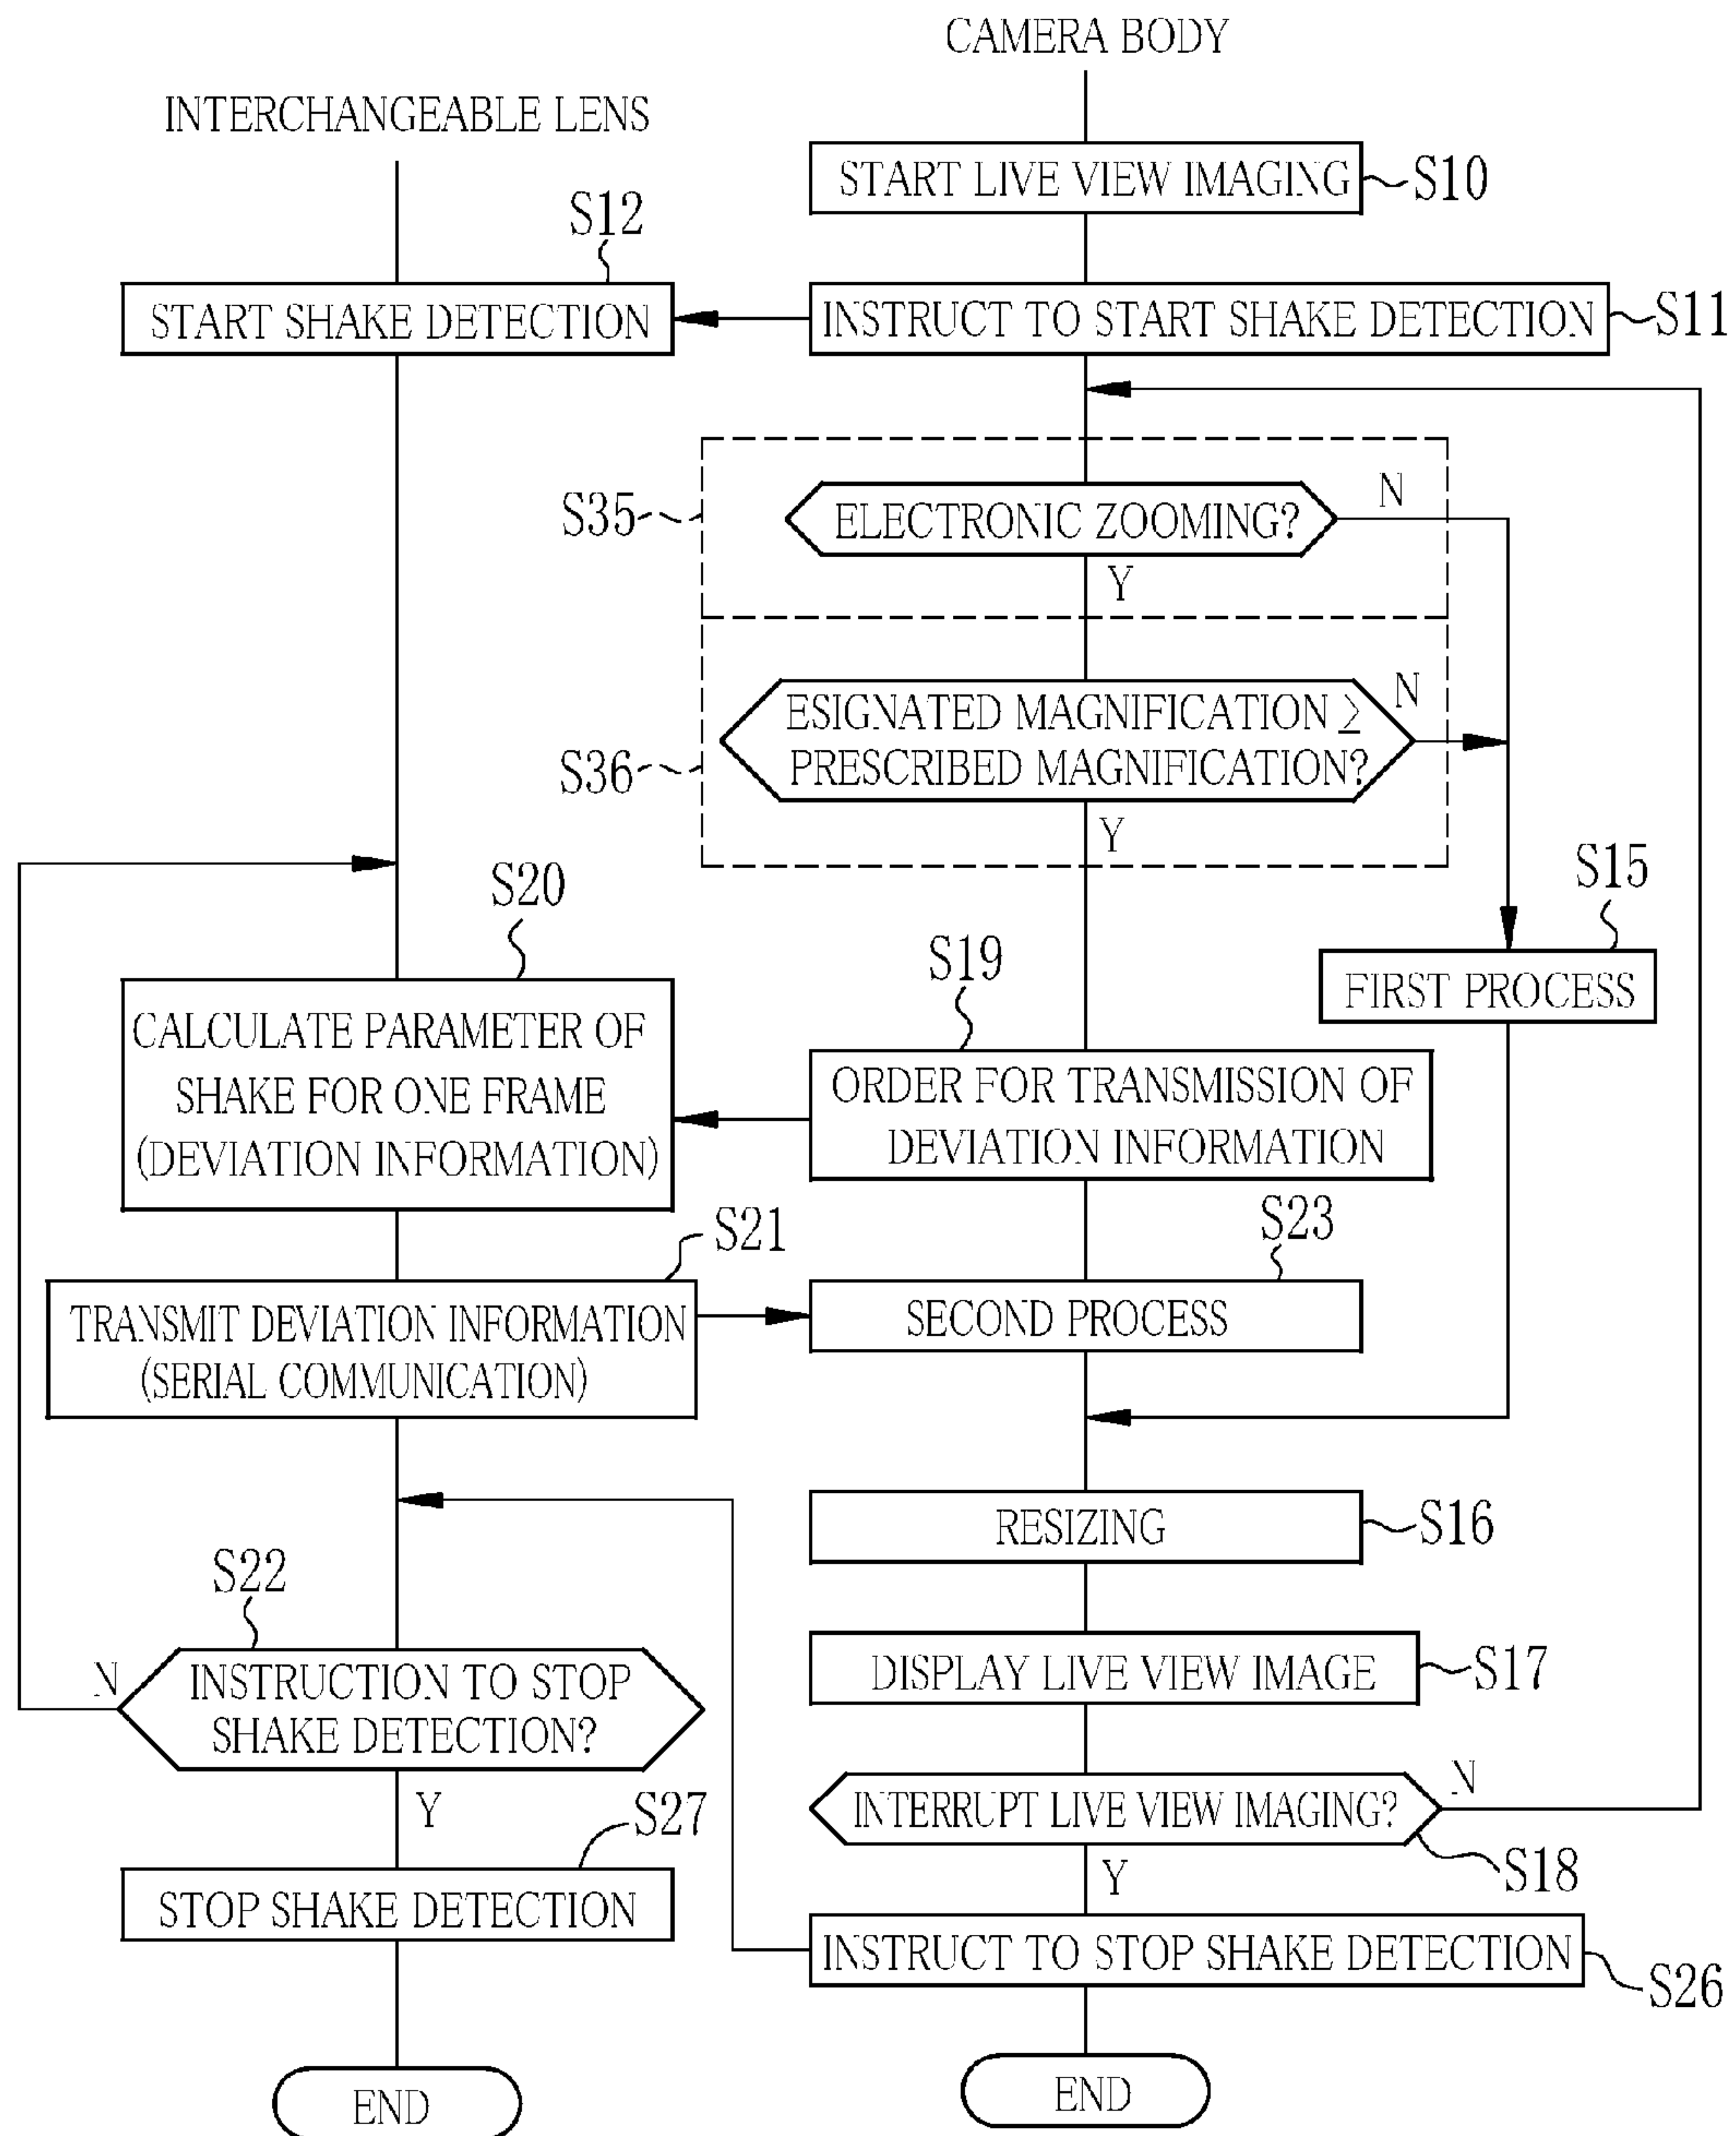 CAMERA BODY
INTERCHANGEABLE LENS
START LIVE VIEW IMAGING
S10
S12
START SHAKE DETECTION
INSTRUCT TO START SHAKE DETECTION
S11
S35
ELECTRONIC ZOOMING?
N
Y
S36
ESIGNATED MAGNIFICATION ≥
PRESCRIBED MAGNIFICATION?
N
Y
S20
S15
S19
FIRST PROCESS
CALCULATE PARAMETER OF
SHAKE FOR ONE FRAME
(DEVIATION INFORMATION)
ORDER FOR TRANSMISSION OF
DEVIATION INFORMATION
S21
S23
TRANSMIT DEVIATION INFORMATION
(SERIAL COMMUNICATION)
SECOND PROCESS
RESIZING
S16
S22
N
INSTRUCTION TO STOP
SHAKE DETECTION?
Y
DISPLAY LIVE VIEW IMAGE
S17
INTERRUPT LIVE VIEW IMAGING?
N
S18
Y
S27
STOP SHAKE DETECTION
INSTRUCT TO STOP SHAKE DETECTION
S26
END
END